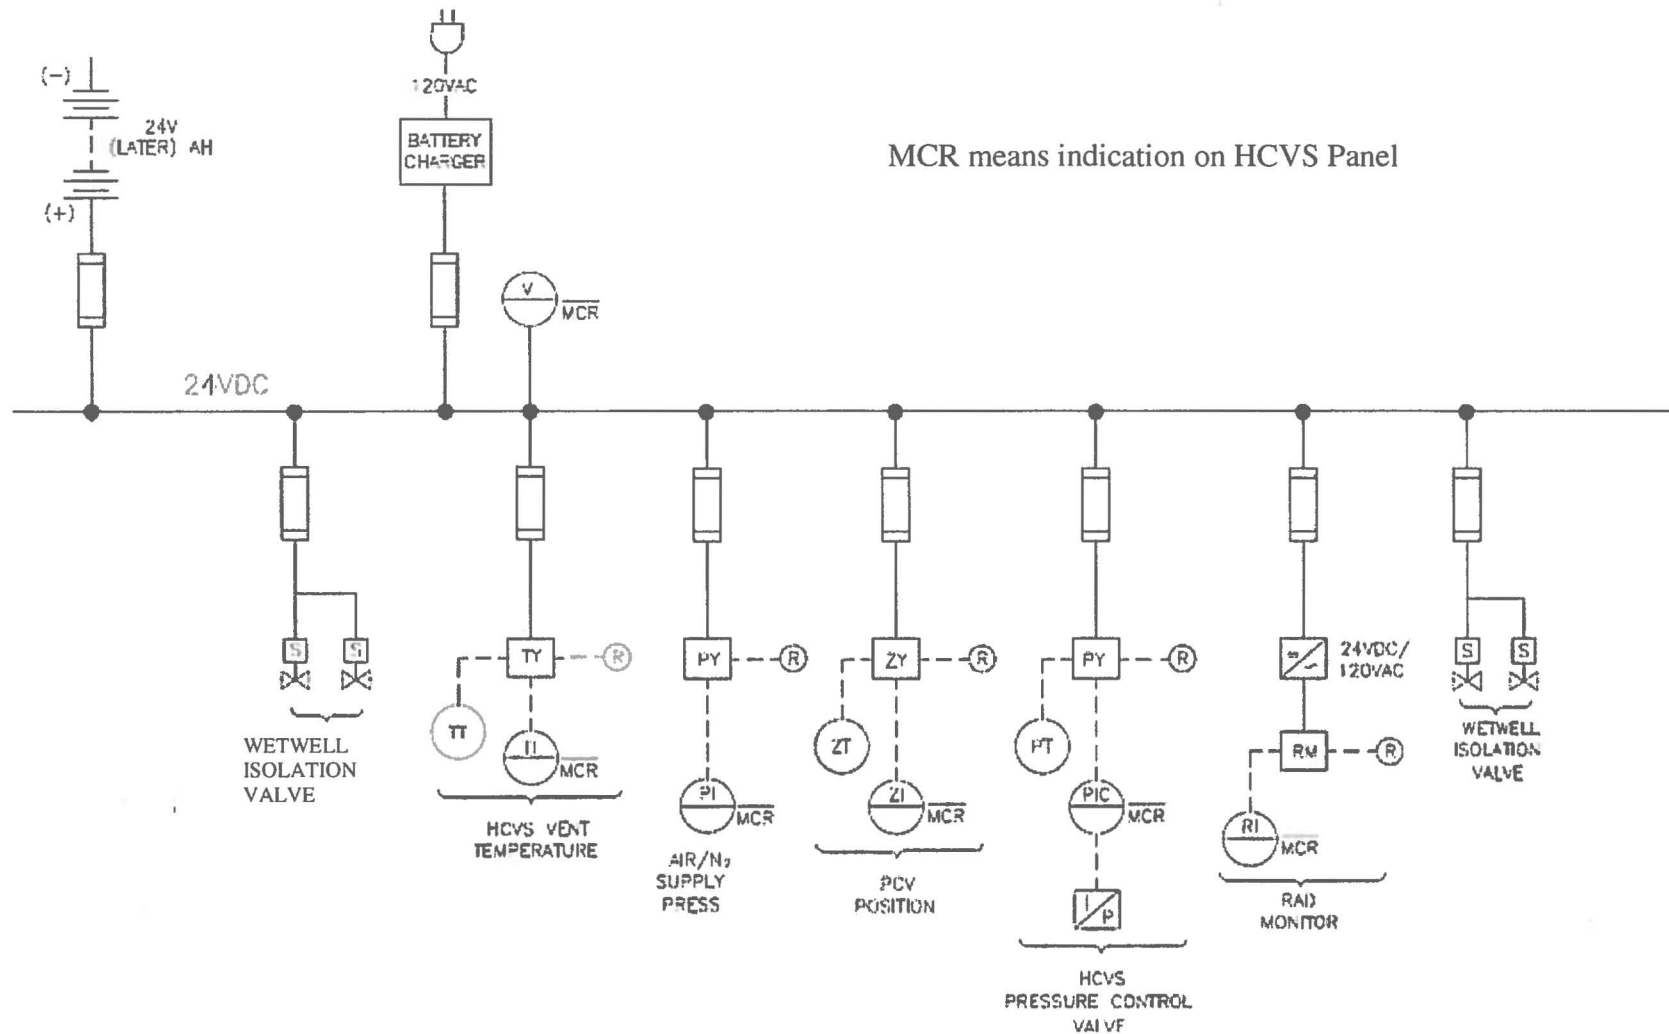 (-)
24V
(LATER) AH
(+)
120VAC
BATTERY
CHARGER
MCR means indication on HCVS Panel
V
MCR
24VDC
S
S
WETWELL
ISOLATION
VALVE
TY
R
TT
TI
MCR
HCVS VENT
TEMPERATURE
PY
R
PI
MCR
AIR/N₂
SUPPLY
PRESS
ZY
R
ZT
ZI
MCR
PCV
POSITION
PY
R
PT
PIC
MCR
I
P
HCVS
PRESSURE CONTROL
VALVE
24VDC/
120VAC
RM
R
RI
MCR
RAD
MONITOR
S
S
WETWELL
ISOLATION
VALVE